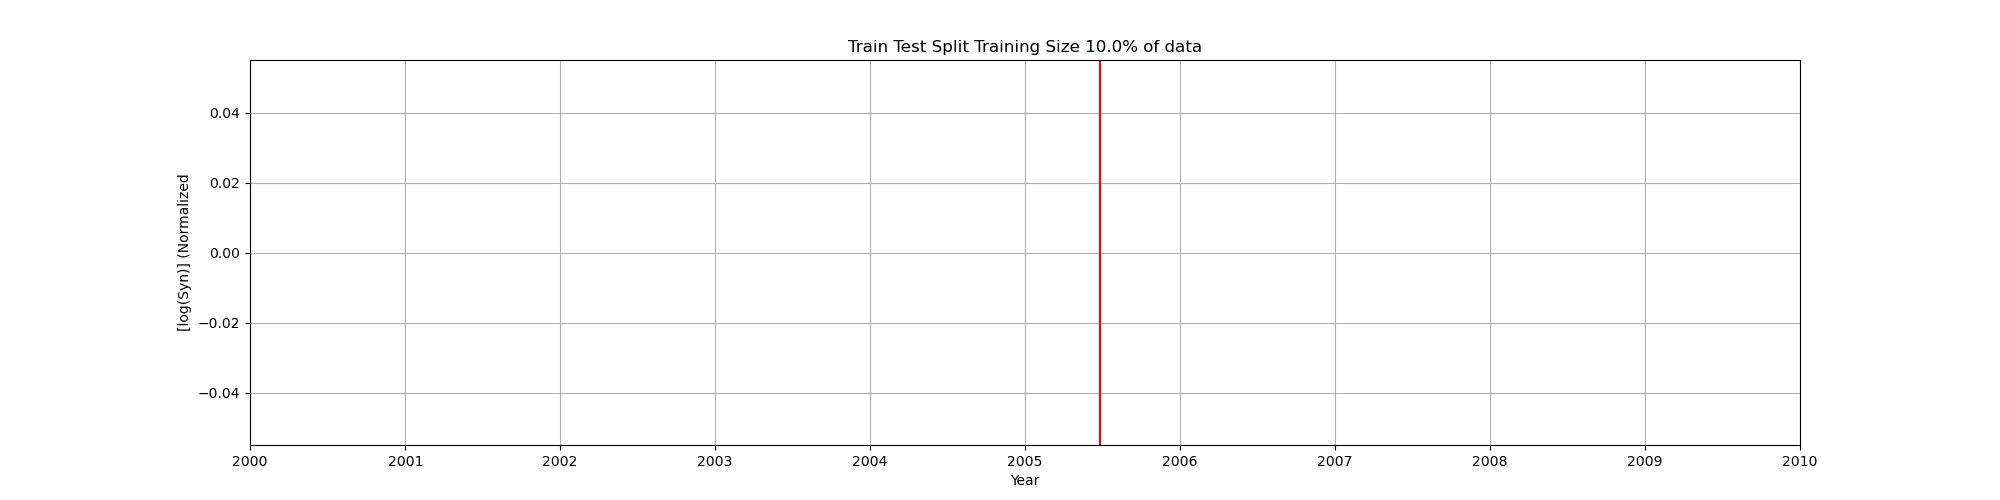 Train Test Split Training Size 10.0% of data
[log(Syn)] (Normalized
0.04
0.02
0.00
−0.02
−0.04
2000 2001 2002 2003 2004 2005 2006 2007 2008 2009 2010
Year